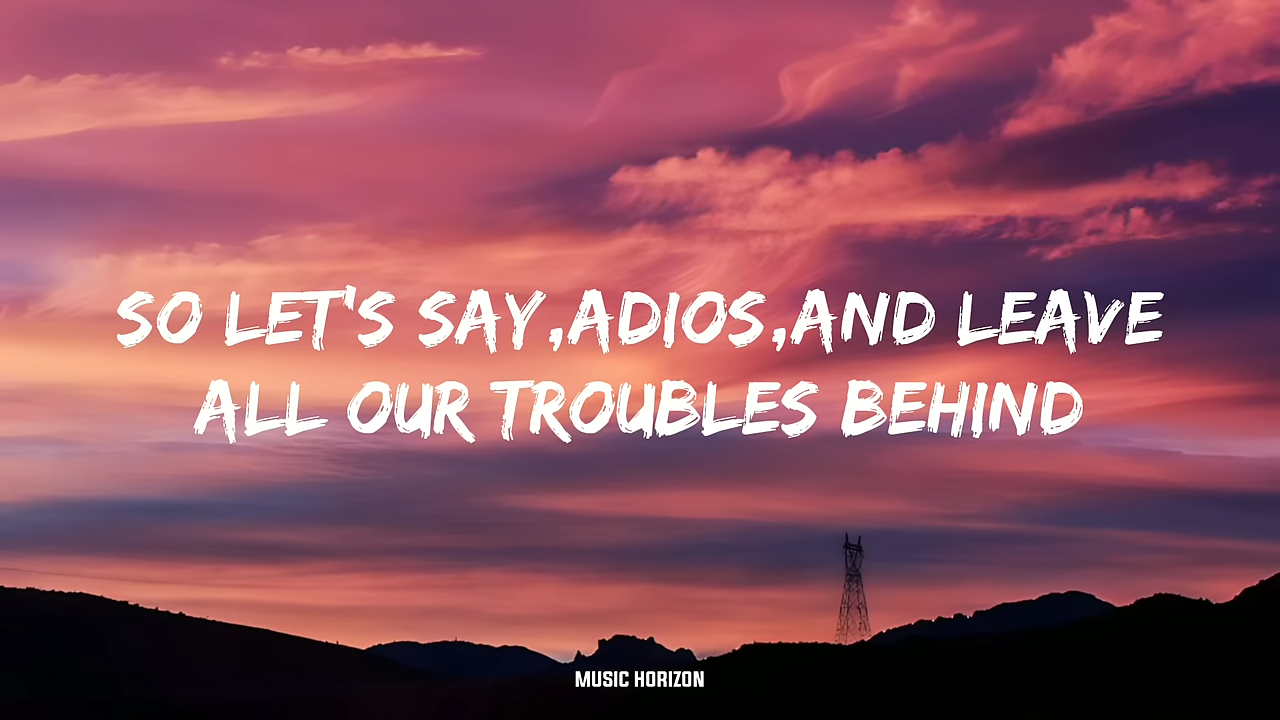 SO LET'S SAY,ADIOS,AND LEAVE
ALL OUR TROUBLES BEHIND
MUSIC HORIZON